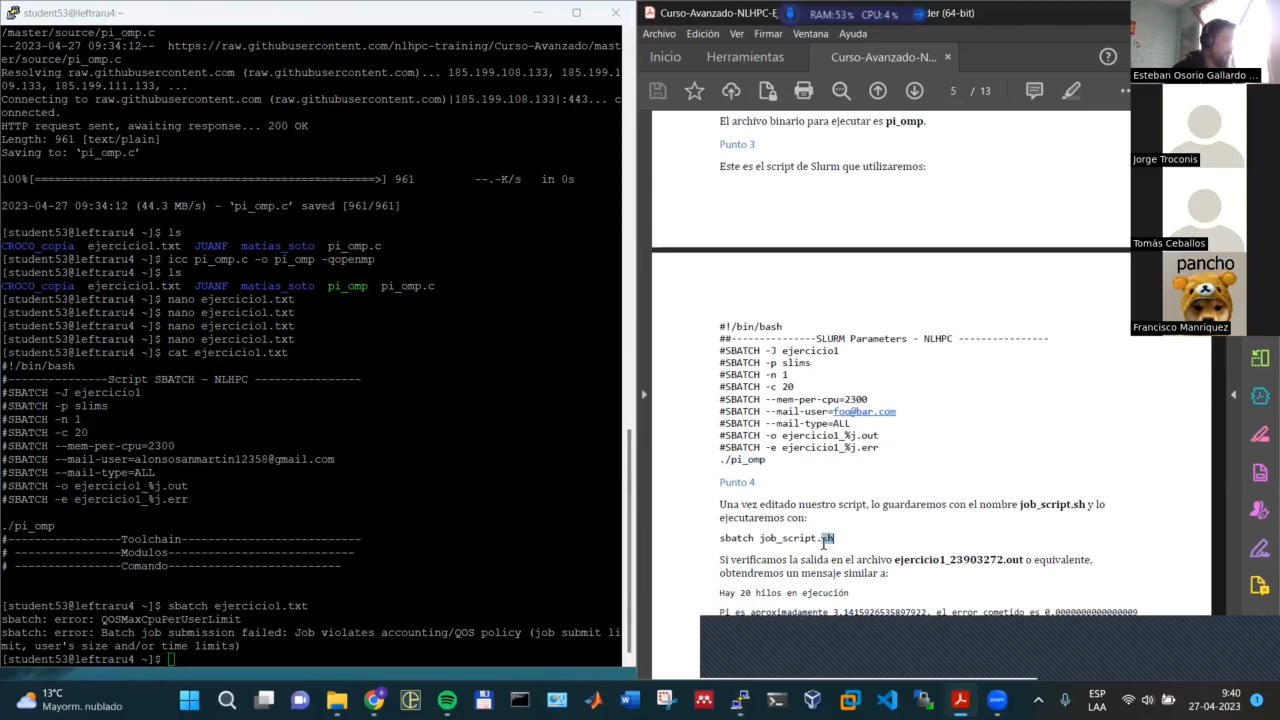 student53@leftraru4:~
/master/source/pi_omp.c
--2023-04-27 09:34:12--  https://raw.githubusercontent.com/nlhpc-training/Curso-Avanzado/mast
er/source/pi_omp.c
Resolving raw.githubusercontent.com (raw.githubusercontent.com)... 185.199.108.133, 185.199.1
09.133, 185.199.111.133, ...
Connecting to raw.githubusercontent.com (raw.githubusercontent.com)|185.199.108.133|:443... c
onnected.
HTTP request sent, awaiting response... 200 OK
Length: 961 [text/plain]
Saving to: ‘pi_omp.c’
100%[===================================================>] 961         --.-K/s   in 0s
2023-04-27 09:34:12 (44.3 MB/s) - ‘pi_omp.c’ saved [961/961]
[student53@leftraru4 ~]$ ls
CROCO_copia  ejercicio1.txt  JUANF  matias_soto  pi_omp.c
[student53@leftraru4 ~]$ icc pi_omp.c -o pi_omp -qopenmp
[student53@leftraru4 ~]$ ls
CROCO_copia  ejercicio1.txt  JUANF  matias_soto  pi_omp  pi_omp.c
[student53@leftraru4 ~]$ nano ejercicio1.txt
[student53@leftraru4 ~]$ nano ejercicio1.txt
[student53@leftraru4 ~]$ nano ejercicio1.txt
[student53@leftraru4 ~]$ nano ejercicio1.txt
[student53@leftraru4 ~]$ cat ejercicio1.txt
#!/bin/bash
#---------------Script SBATCH - NLHPC ----------------
#SBATCH -J ejercicio1
#SBATCH -p slims
#SBATCH -n 1
#SBATCH -c 20
#SBATCH --mem-per-cpu=2300
#SBATCH --mail-user=alonsosanmartin12358@gmail.com
#SBATCH --mail-type=ALL
#SBATCH -o ejercicio1_%j.out
#SBATCH -e ejercicio1_%j.err
./pi_omp
#-----------------Toolchain---------------------------
# ----------------Modulos----------------------------
# ----------------Comando--------------------------
[student53@leftraru4 ~]$ sbatch ejercicio1.txt
sbatch: error: QOSMaxCpuPerUserLimit
sbatch: error: Batch job submission failed: Job violates accounting/QOS policy (job submit li
mit, user's size and/or time limits)
[student53@leftraru4 ~]$
Curso-Avanzado-NLHPC-E
RAM:53%
CPU:4%
der (64-bit)
Archivo Edición Ver Firmar Ventana Ayuda
Inicio Herramientas Curso-Avanzado-N... ×
5 / 13
El archivo binario para ejecutar es pi_omp.
Punto 3
Este es el script de Slurm que utilizaremos:
#!/bin/bash
##---------------SLURM Parameters - NLHPC ---------------
#SBATCH -J ejercicio1
#SBATCH -p slims
#SBATCH -n 1
#SBATCH -c 20
#SBATCH --mem-per-cpu=2300
#SBATCH --mail-user=foo@bar.com
#SBATCH --mail-type=ALL
#SBATCH -o ejercicio1_%j.out
#SBATCH -e ejercicio1_%j.err
./pi_omp
Punto 4
Una vez editado nuestro script, lo guardaremos con el nombre job_script.sh y lo
ejecutaremos con:
sbatch job_script.sh
Si verificamos la salida en el archivo ejercicio1_23903272.out o equivalente,
obtendremos un mensaje similar a:
Hay 20 hilos en ejecución
Pi es aproximadamente 3.1415926535897922, el error cometido es 0.0000000000000009
Esteban Osorio Gallardo ...
Jorge Troconis
Tomás Ceballos
pancho
Francisco Manríquez
13°C
Mayorm. nublado
ESP
LAA
9:40
27-04-2023
1